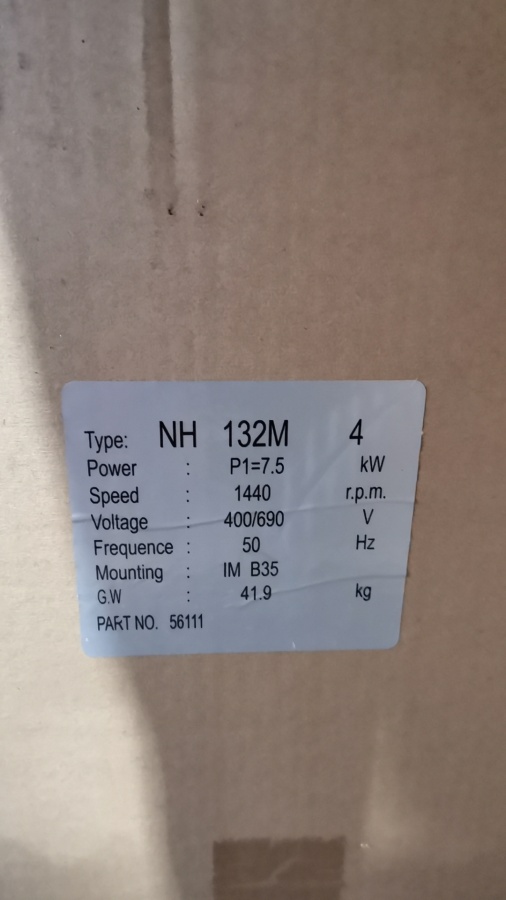 Type: NH 132M 4
Power : P1=7.5 kW
Speed : 1440 r.p.m.
Voltage : 400/690 V
Frequence : 50 Hz
Mounting : IM B35
G.W : 41.9 kg
PART NO. 56111